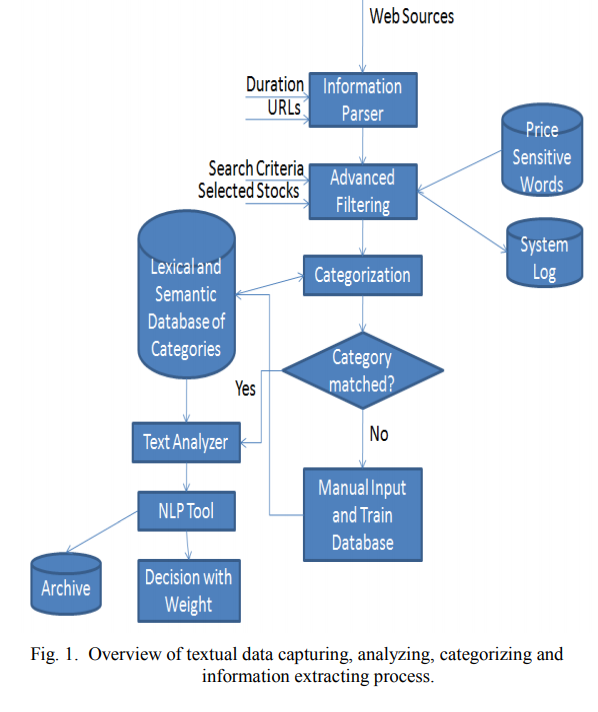 Web Sources
Duration
URLs
Information
Parser
Price
Sensitive
Words
Search Criteria
Selected Stocks
Advanced
Filtering
System
Log
Lexical and
Semantic
Database of
Categories
Categorization
Category
matched?
Yes
No
Text Analyzer
Manual Input
and Train
Database
NLP Tool
Archive
Decision with
Weight
Fig. 1. Overview of textual data capturing, analyzing, categorizing and
information extracting process.